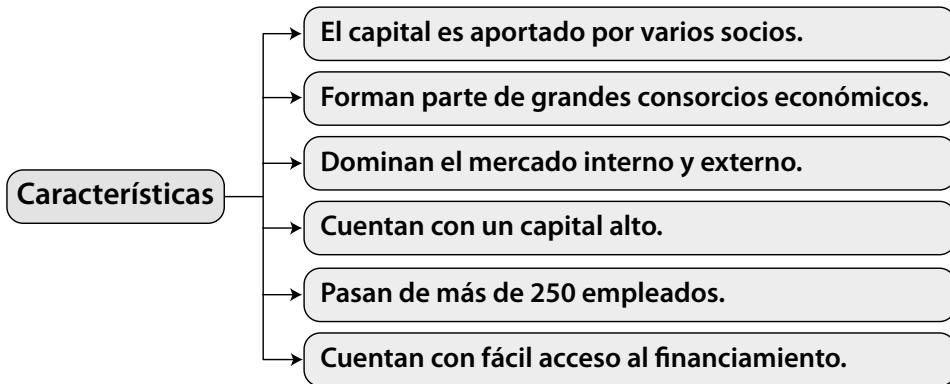 El capital es aportado por varios socios.
Forman parte de grandes consorcios económicos.
Dominan el mercado interno y externo.
Característícas
Cuentan con un capital alto.
Pasan de más de 250 empleados.
Cuentan con fácil acceso al financiamiento.